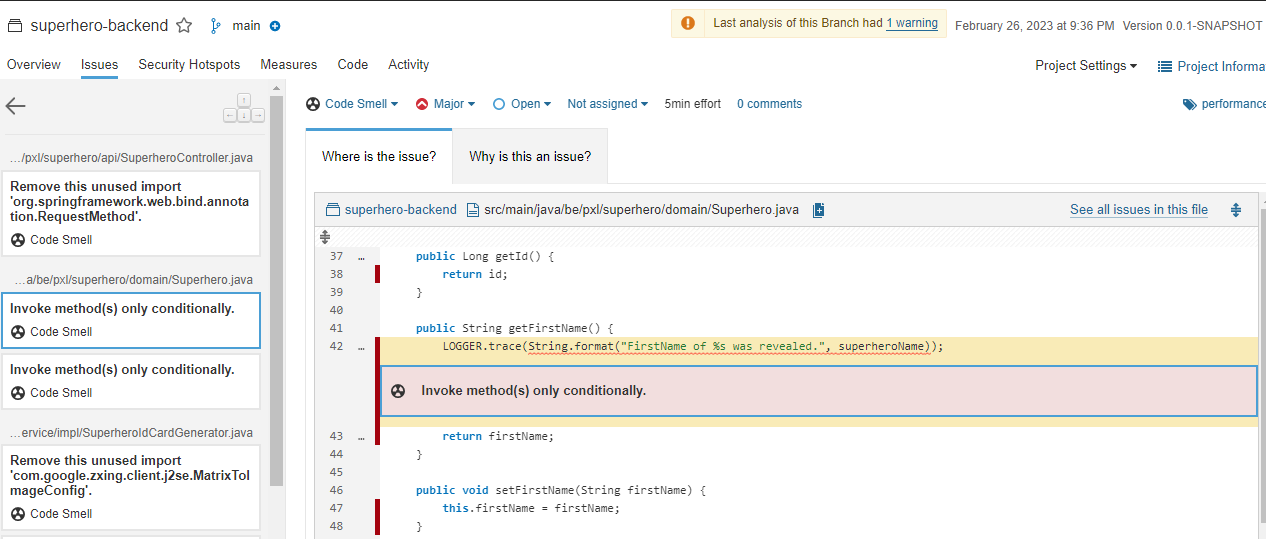 superhero-backend main Last analysis of this Branch had 1 warning February 26, 2023 at 9:36 PM Version 0.0.1-SNAPSHOT
Overview Issues Security Hotspots Measures Code Activity Project Settings Project Informa
Code Smell Major Open Not assigned 5min effort 0 comments performance
…/pxl/superhero/api/SuperheroController.java
Remove this unused import
'org.springframework.web.bind.annota
tion.RequestMethod'.
Code Smell
…a/be/pxl/superhero/domain/Superhero.java
Invoke method(s) only conditionally.
Code Smell
Invoke method(s) only conditionally.
Code Smell
…ervice/impl/SuperheroIdCardGenerator.java
Remove this unused import
'com.google.zxing.client.j2se.MatrixToI
mageConfig'.
Code Smell
Where is the issue? Why is this an issue?
superhero-backend src/main/java/be/pxl/superhero/domain/Superhero.java See all issues in this file
37 … public Long getId() {
38 return id;
39 }
40
41 public String getFirstName() {
42 … LOGGER.trace(String.format("FirstName of %s was revealed.", superheroName));
Invoke method(s) only conditionally.
43 … return firstName;
44 }
45
46 public void setFirstName(String firstName) {
47 this.firstName = firstName;
48 }